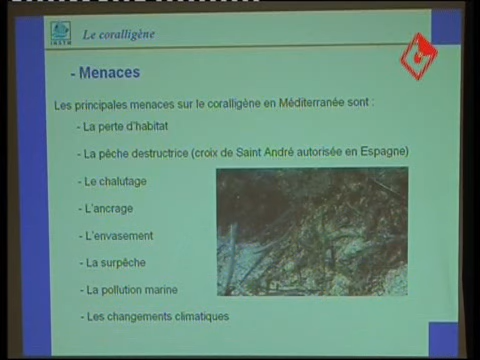 INSTM
Le coralligène
- Menaces
Les principales menaces sur le coralligène en Méditerranée sont :
- La perte d'habitat
- La pêche destructrice (croix de Saint André autorisée en Espagne)
- Le chalutage
- L'ancrage
- L'envasement
- La surpêche
- La pollution marine
- Les changements climatiques